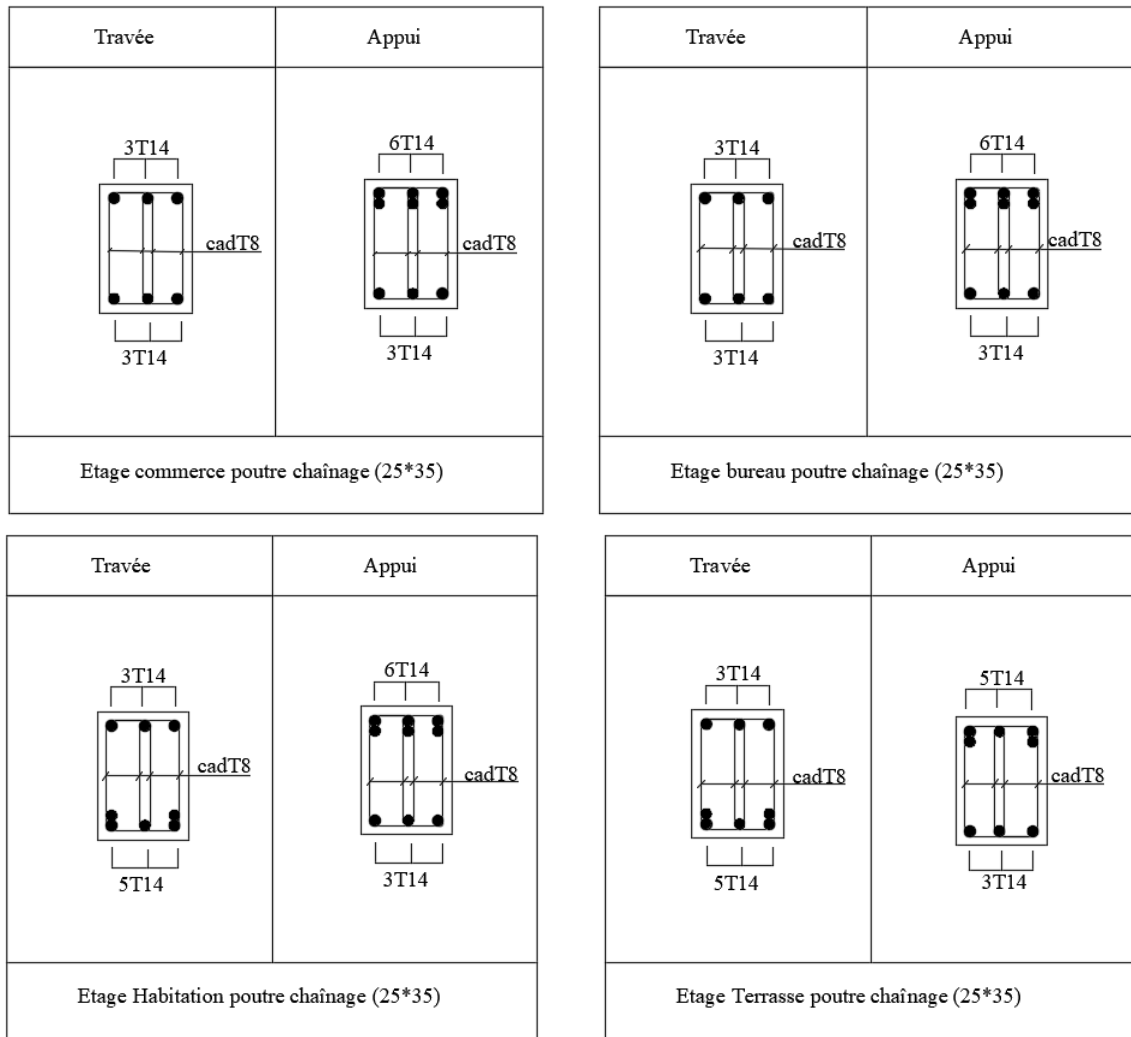 Travée
Appui
3T14
cadT8
3T14
6T14
cadT8
3T14
Etage commerce poutre chaînage (25*35)
Travée
Appui
3T14
cadT8
3T14
6T14
cadT8
3T14
Etage bureau poutre chaînage (25*35)
Travée
Appui
3T14
cadT8
5T14
6T14
cadT8
3T14
Etage Habitation poutre chaînage (25*35)
Travée
Appui
3T14
cadT8
5T14
5T14
cadT8
3T14
Etage Terrasse poutre chaînage (25*35)